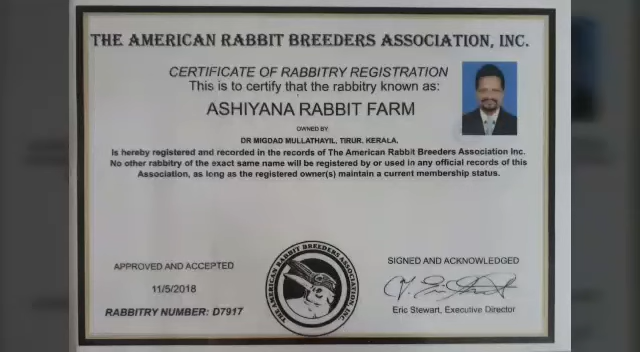 THE AMERICAN RABBIT BREEDERS ASSOCIATION, INC.
CERTIFICATE OF RABBITRY REGISTRATION
This is to certify that the rabbitry known as:
ASHIYANA RABBIT FARM
OWNED BY
DR MIGDAD MULLATHAYIL, TIRUR, KERALA.
Is hereby registered and recorded in the records of The American Rabbit Breeders Association Inc.
No other rabbitry of the exact same name will be registered by or used in any official records of this
Association, as long as the registered owner(s) maintain a current membership status.
APPROVED AND ACCEPTED
11/5/2018
RABBITRY NUMBER: D7917
THE AMERICAN RABBIT BREEDERS ASSOCIATION, INC.
SIGNED AND ACKNOWLEDGED
Eric Stewart, Executive Director